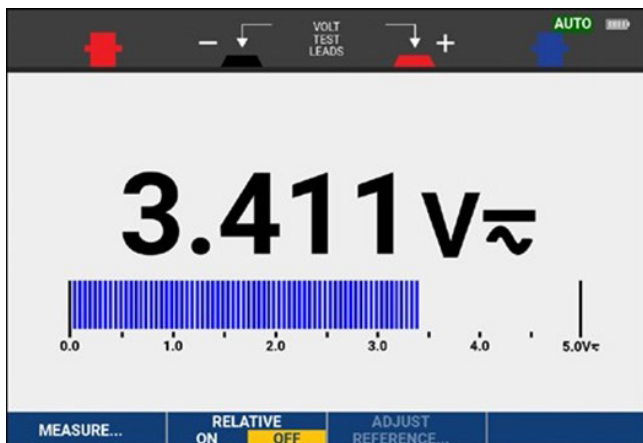 VOLT
TEST
LEADS
− +
AUTO
3.411 V⏦
0.0 1.0 2.0 3.0 4.0 5.0V⏦
MEASURE...
RELATIVE
ON OFF
ADJUST
REFERENCE...